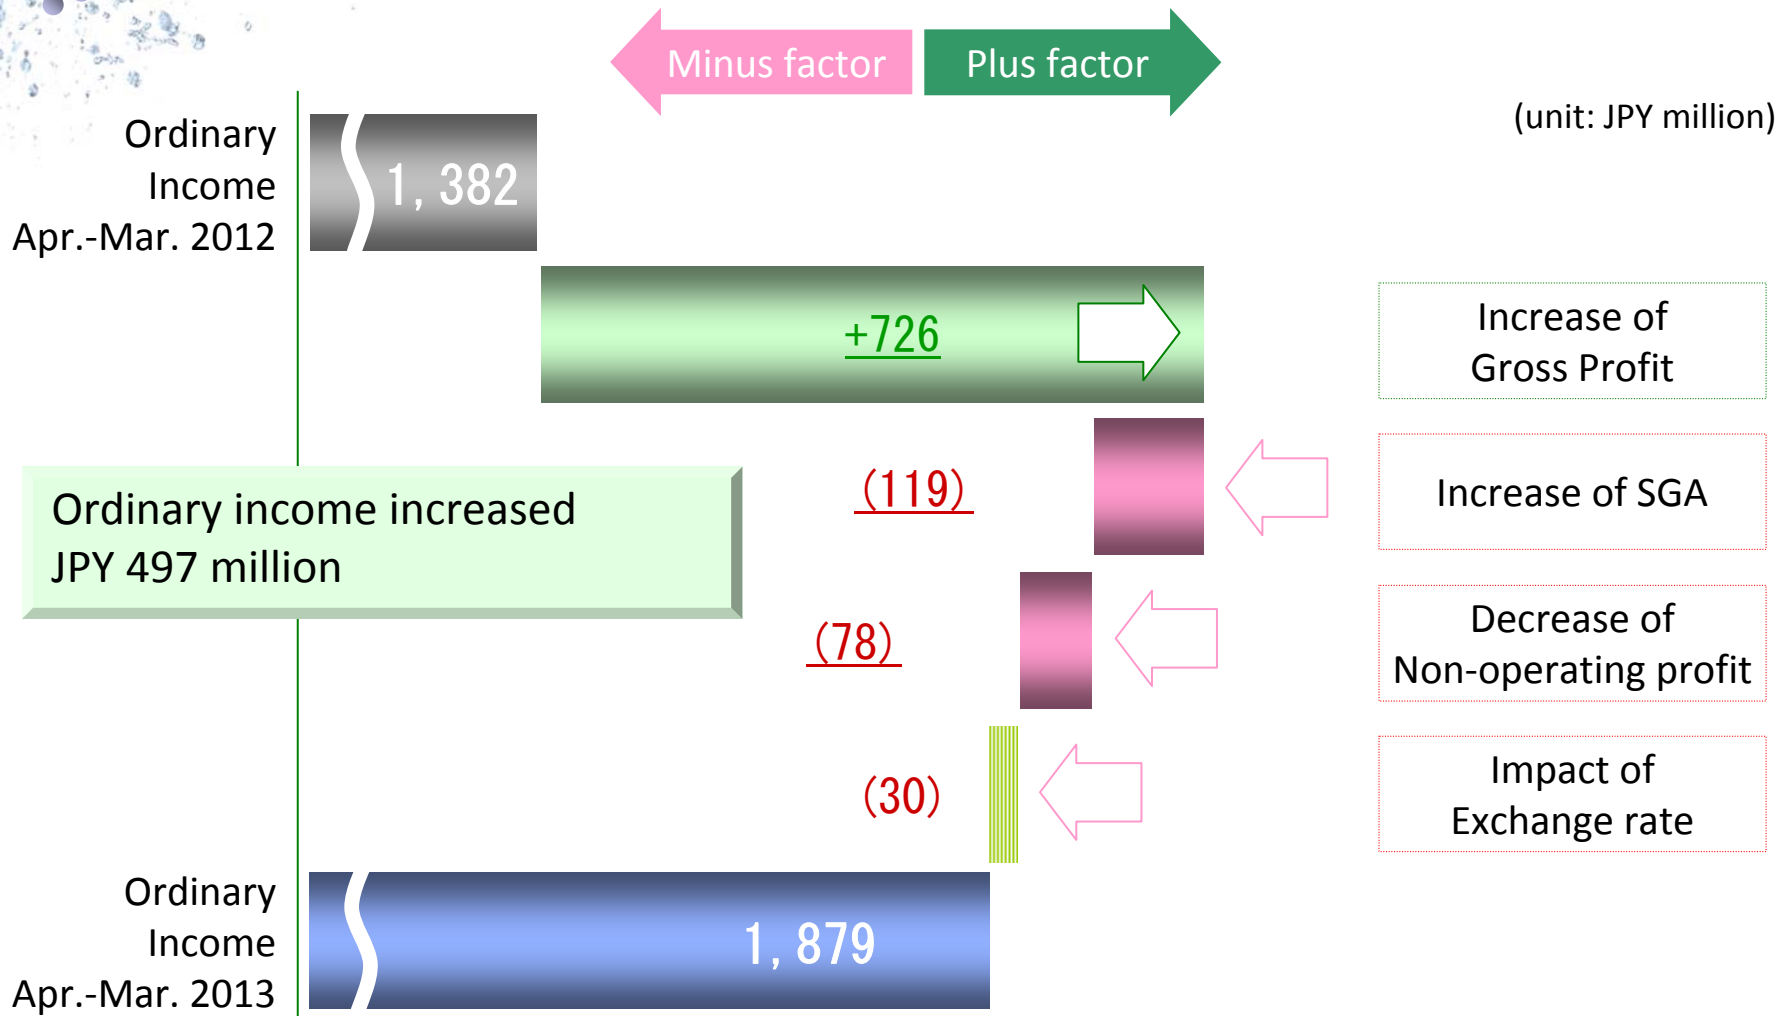 Minus factor
Plus factor
(unit: JPY million)
Ordinary
Income
Apr.-Mar. 2012
1,382
+726
Increase of
Gross Profit
(119)
Increase of SGA
Ordinary income increased
JPY 497 million
(78)
Decrease of
Non-operating profit
(30)
Impact of
Exchange rate
Ordinary
Income
Apr.-Mar. 2013
1,879